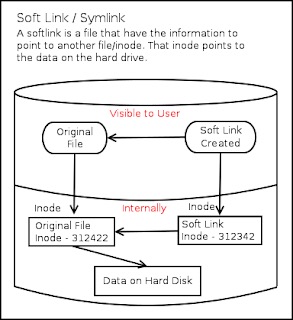 Soft Link / Symlink
A softlink is a file that have the information to
point to another file/inode. That inode points to
the data on the hard drive.
Visible to User
Original
File
Soft Link
Created
Inode
Internally
Inode
Original File
Inode - 312422
Soft Link
Inode - 312342
Data on Hard Disk